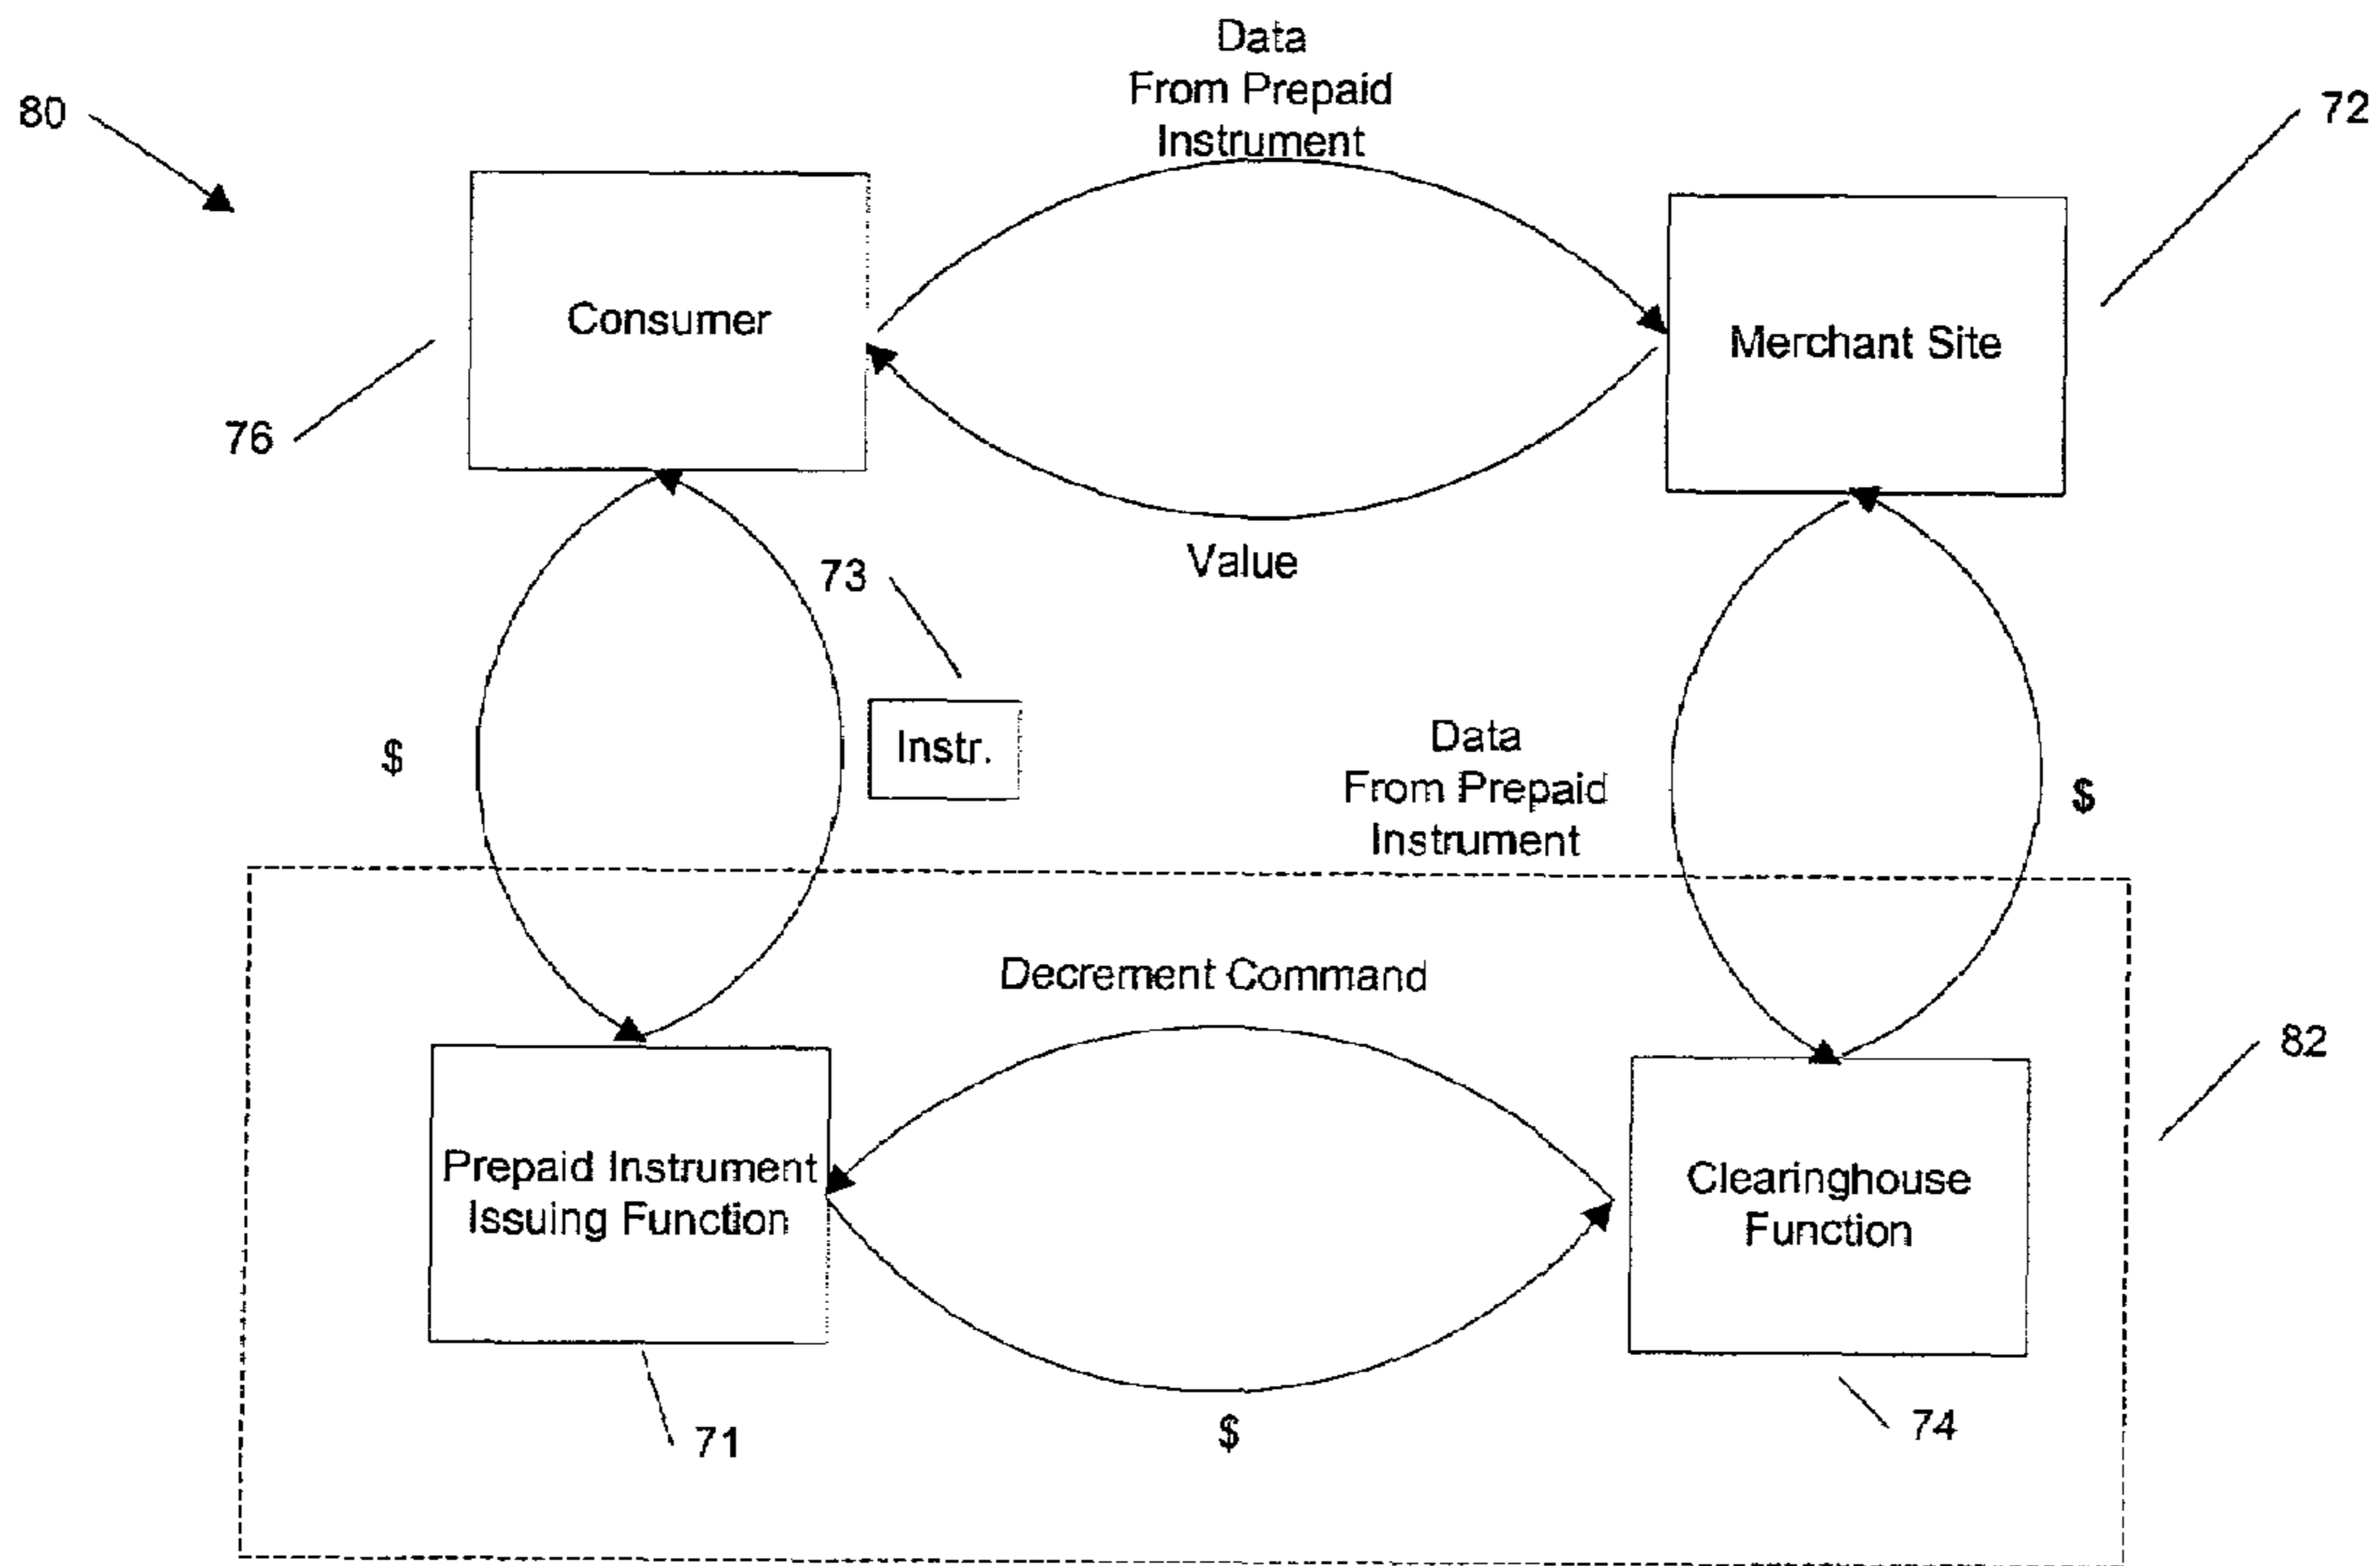 Data
From Prepaid
Instrument
80
72
Consumer
Merchant Site
76
Value
73
Instr.
$
Data
From Prepaid
Instrument
$
Decrement Command
82
Prepaid Instrument
Issuing Function
Clearinghouse
Function
71
$
74